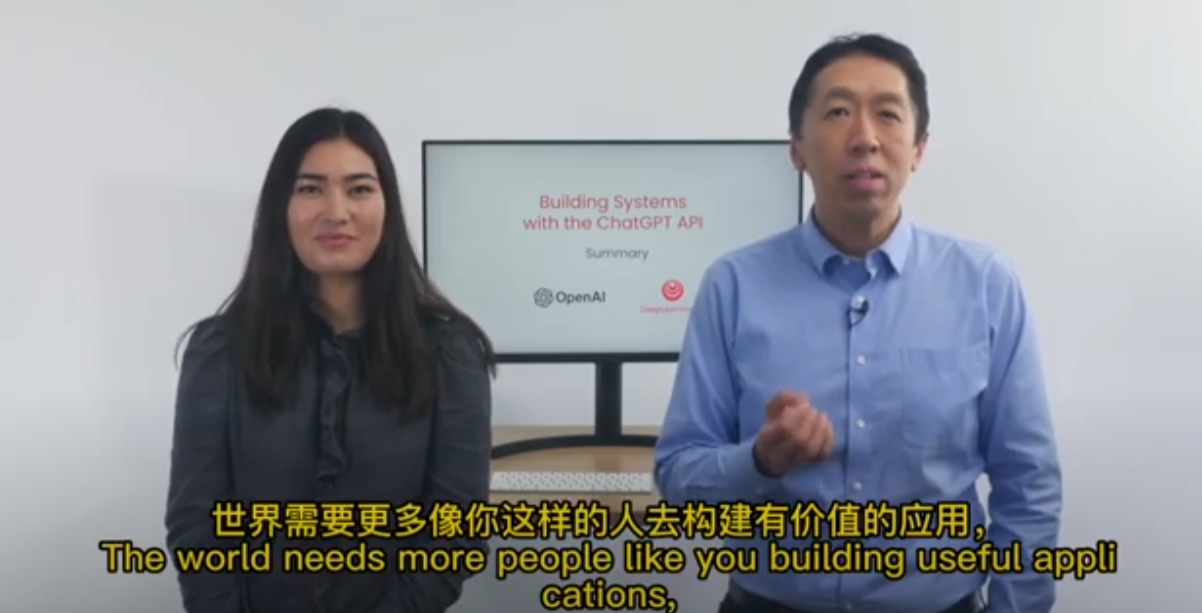 Building Systems
with the ChatGPT API
Summary
OpenAI
世界需要更多像你这样的人去构建有价值的应用，
The world needs more people like you building useful appli
cations,